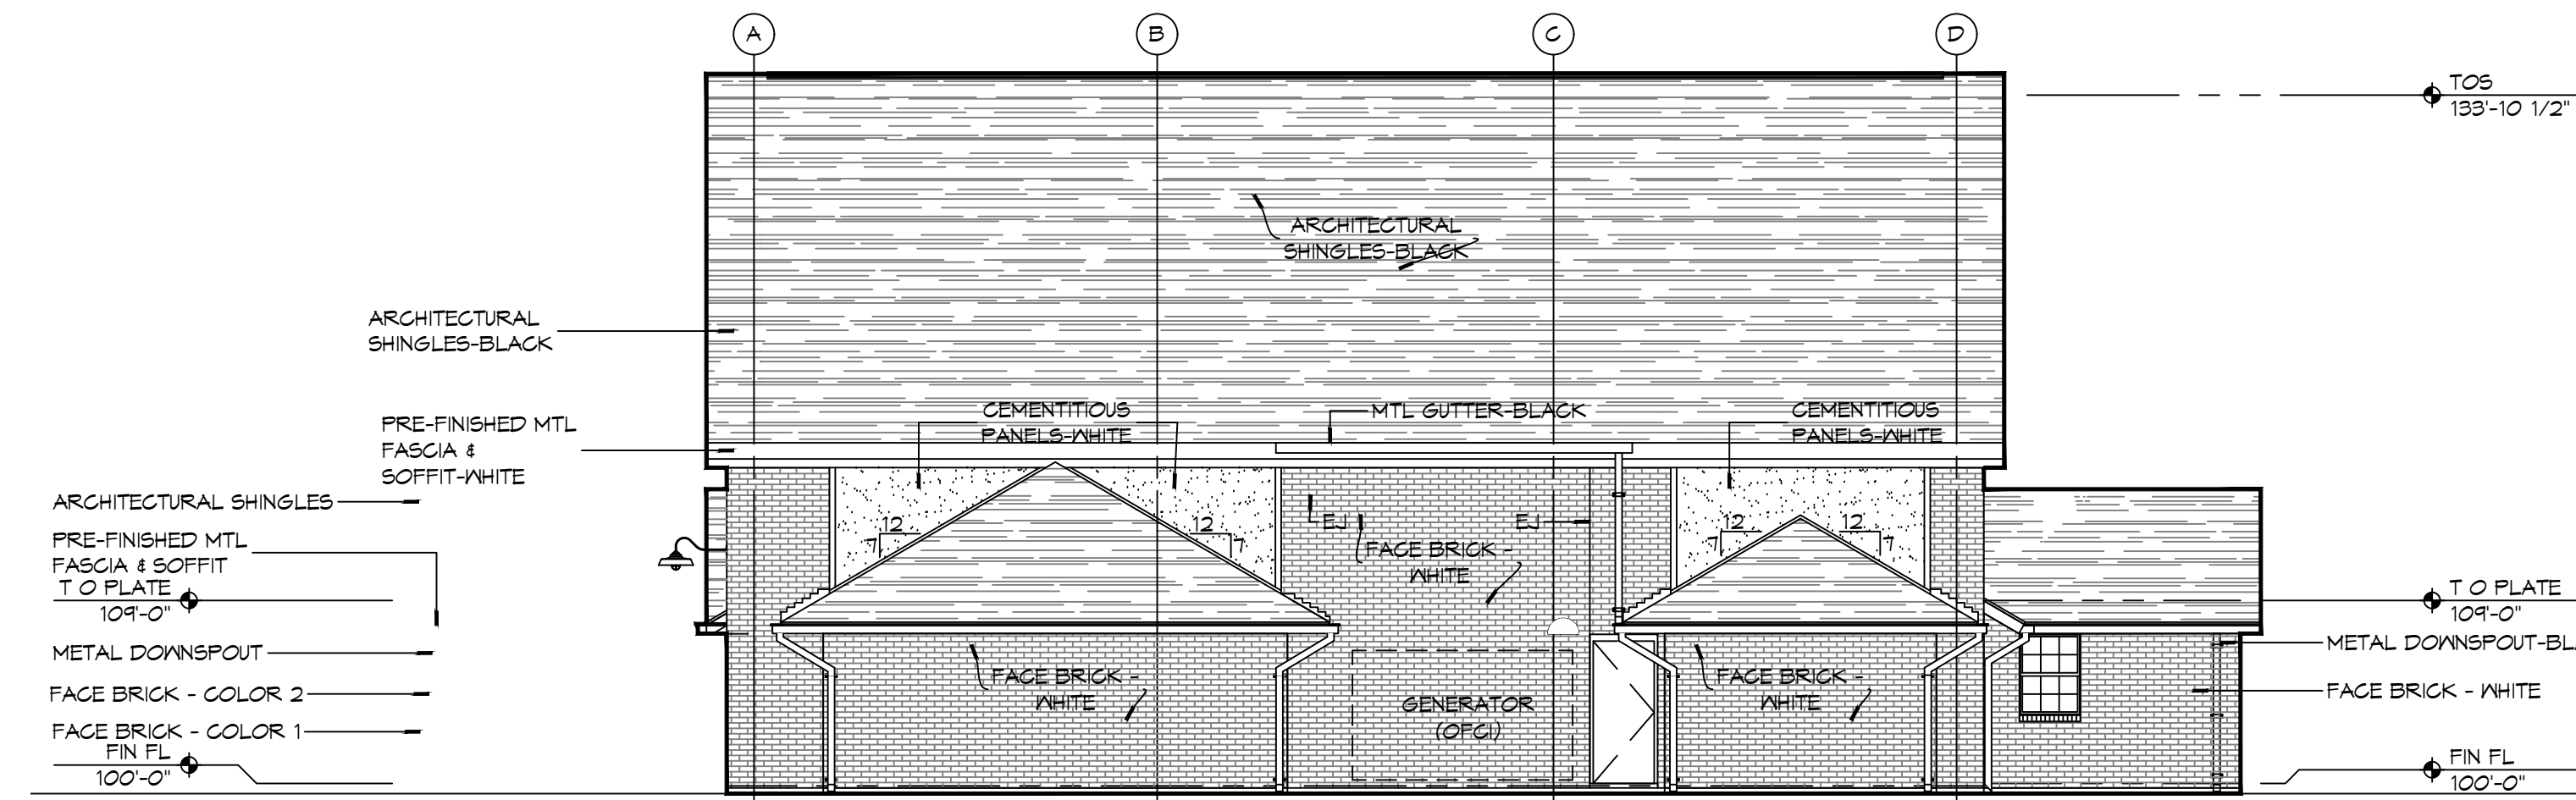 A
B
C
D
TOS
133'-10 1/2"
ARCHITECTURAL
SHINGLES-BLACK
ARCHITECTURAL
SHINGLES-BLACK
PRE-FINISHED MTL
FASCIA &
SOFFIT-WHITE
CEMENTITIOUS
PANELS-WHITE
MTL GUTTER-BLACK
CEMENTITIOUS
PANELS-WHITE
ARCHITECTURAL SHINGLES
PRE-FINISHED MTL
FASCIA & SOFFIT
T O PLATE
109'-0"
METAL DOWNSPOUT
FACE BRICK - COLOR 2
FACE BRICK - COLOR 1
FIN FL
100'-0"
12
7
12
7
EJ
EJ
FACE BRICK -
WHITE
12
7
12
7
FACE BRICK -
WHITE
GENERATOR
(OFCI)
FACE BRICK -
WHITE
T O PLATE
109'-0"
METAL DOWNSPOUT-BL
FACE BRICK - WHITE
FIN FL
100'-0"